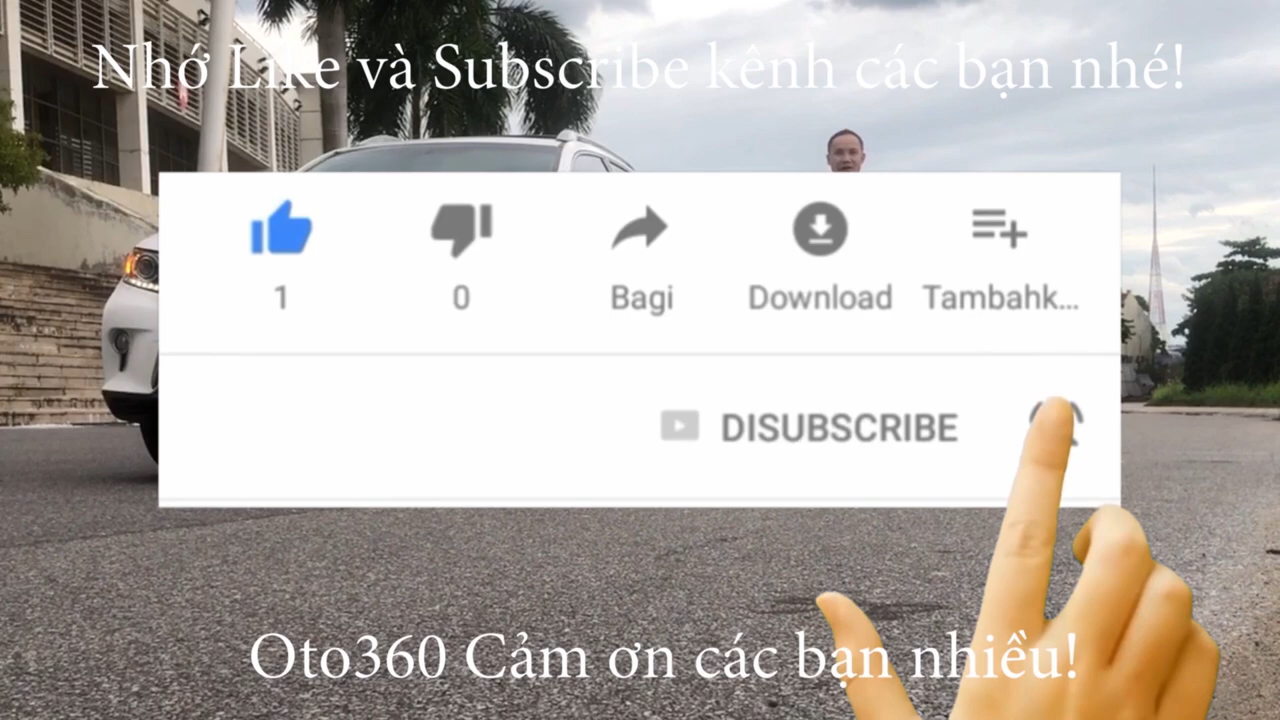 Nhớ Like và Subscribe kênh các bạn nhé!
1
0
Bagi
Download
Tambahk...
DISUBSCRIBE
Oto360 Cảm ơn các bạn nhiều!